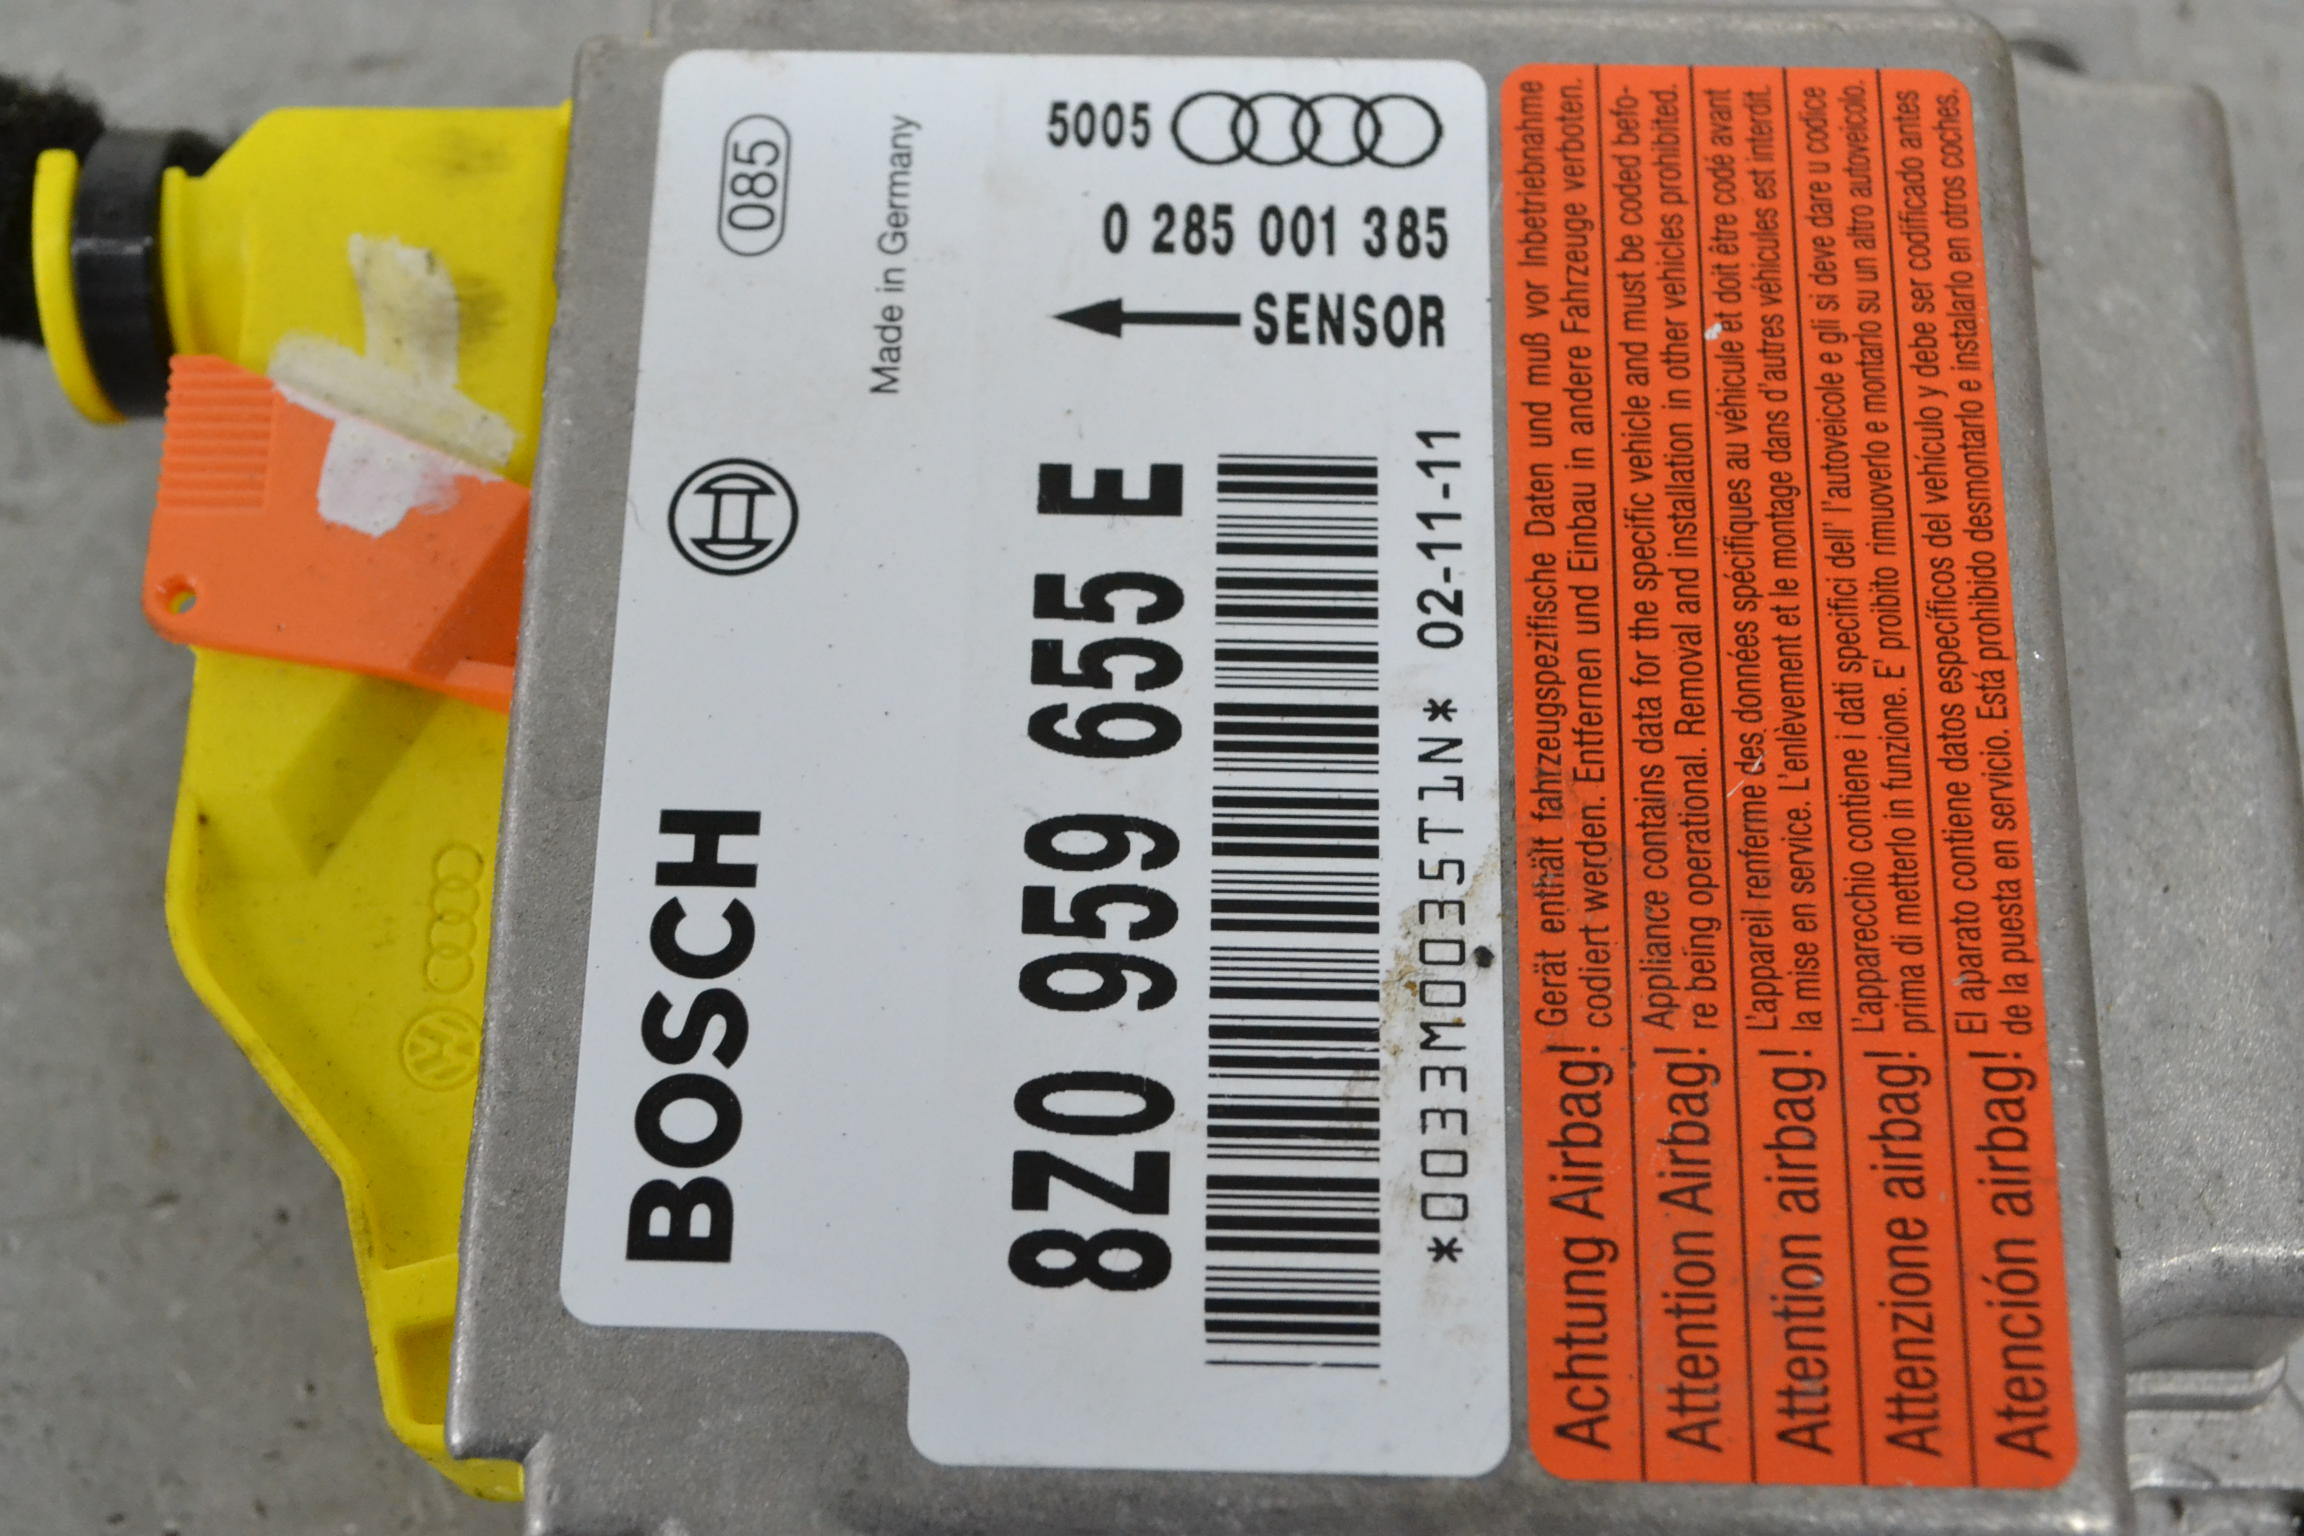 085
Made in Germany
5005
0 285 001 385
SENSOR
BOSCH
8Z0 959 655 E
*0033M0035T1N* 02-11-11
Achtung Airbag! Gerät enthält fahrzeugspezifische Daten und muß vor Inbetriebnahme
codiert werden. Entfernen und Einbau in andere Fahrzeuge verboten.
Attention Airbag! Appliance contains data for the specific vehicle and must be coded befo-
re being operational. Removal and installation in other vehicles prohibited.
Attention airbag! L'appareil renferme des données spécifiques au véhicule et doit être codé avant
la mise en service. L'enlèvement et le montage dans d'autres véhicules est interdit.
Attenzione airbag! L'apparecchio contiene i dati specifici dell' l'autoveicole e gli si deve dare u codice
prima di metterlo in funzione. E' proibito rimuoverlo e montarlo su un altro autoveicolo.
Atención airbag! El aparato contiene datos específicos del vehículo y debe ser codificado antes
de la puesta en servicio. Está prohibido desmontarlo e instalarlo en otros coches.